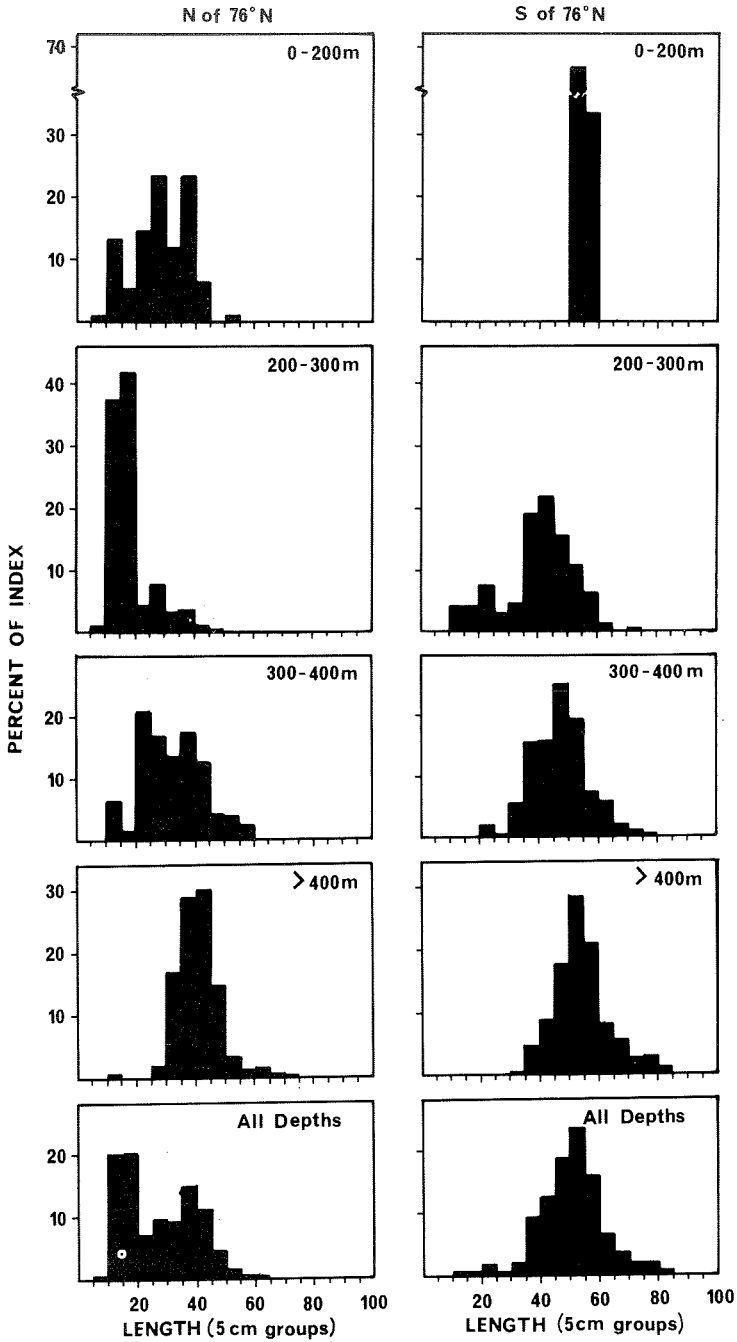 N of 76°N
S of 76°N
70
0-200m
30
20
10
0-200m
40
200-300m
30
20
10
200-300m
PERCENT OF INDEX
20
300-400m
10
300-400m
30
>400m
20
10
>400m
20
All Depths
10
All Depths
20 40 60 80 100
20 40 60 80 100
LENGTH (5cm groups)
LENGTH (5cm groups)